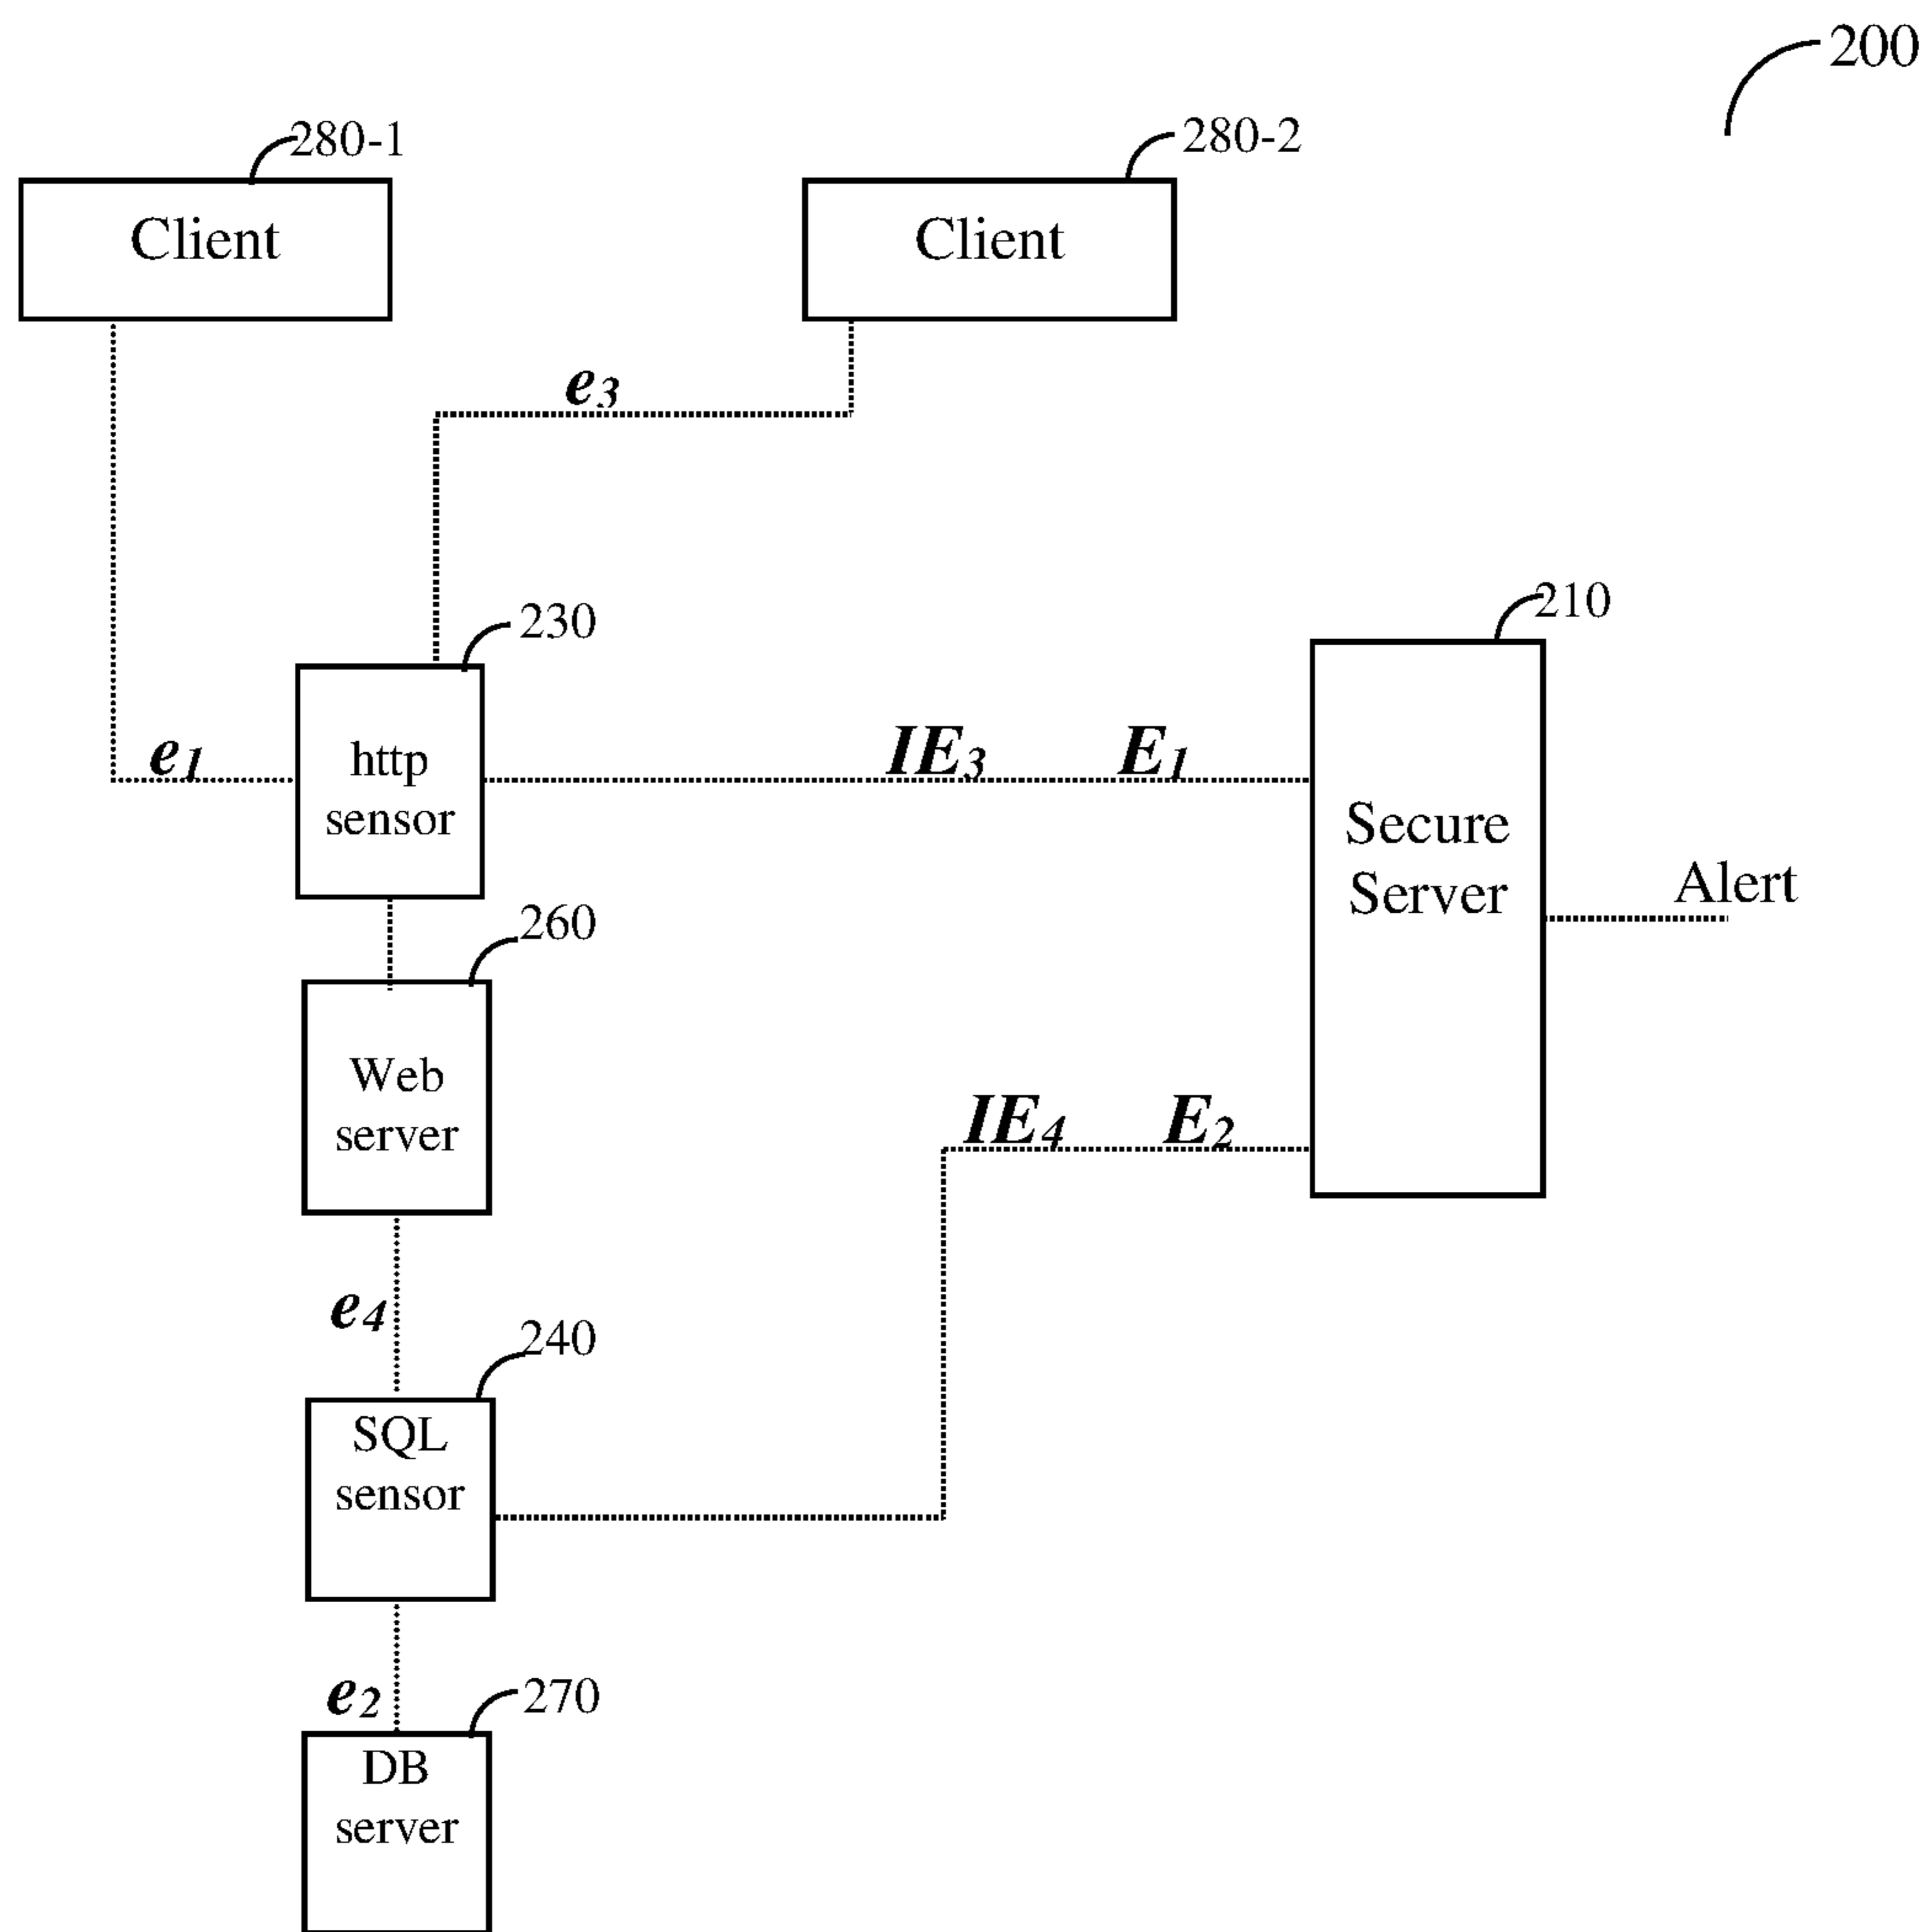 200
280-1
280-2
Client
Client
e3
210
230
e1
http
sensor
IE3
E1
Secure
Server
Alert
260
Web
server
IE4
E2
e4
240
SQL
sensor
e2
270
DB
server